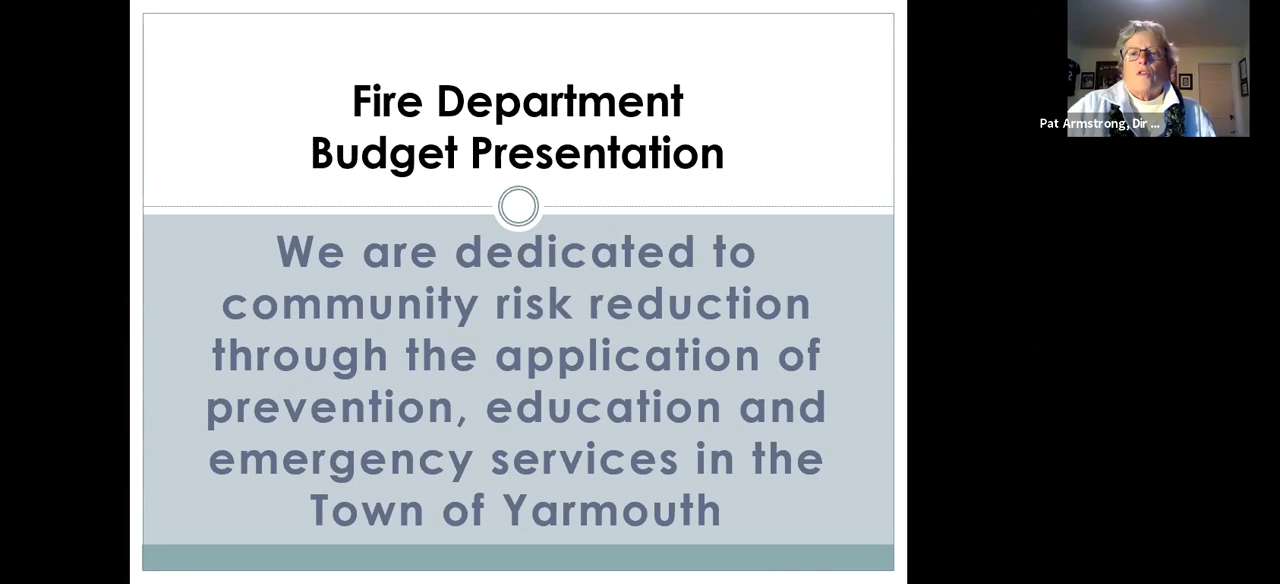 Fire Department
Budget Presentation
We are dedicated to
community risk reduction
through the application of
prevention, education and
emergency services in the
Town of Yarmouth
Pat Armstrong, Dir ...